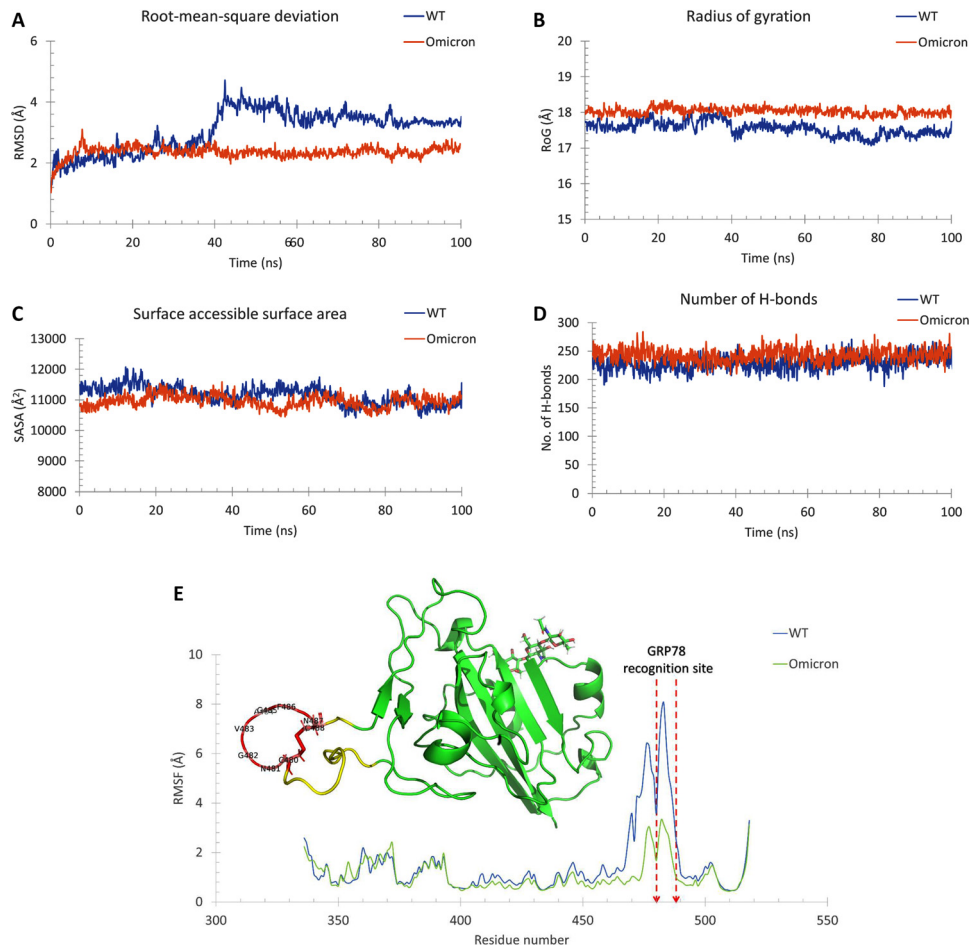 A
Root-mean-square deviation
WT
Omicron
RMSD (Å)
6
4
2
0
0
20
40
660
80
100
Time (ns)
B
Radius of gyration
WT
Omicron
RoG (Å)
20
19
18
17
16
15
0
20
40
60
80
100
Time (ns)
C
Surface accessible surface area
WT
Omicron
SASA (Å²)
13000
12000
11000
10000
9000
8000
0
20
40
60
80
100
Time (ns)
D
Number of H-bonds
WT
Omicron
No. of H-bonds
300
250
200
150
100
50
0
0
20
40
60
80
100
Time (ns)
E
WT
Omicron
GRP78
recognition site
RMSF (Å)
10
8
6
4
2
0
F486
N487
V483
G482
N481
C480
300
350
400
450
500
550
Residue number